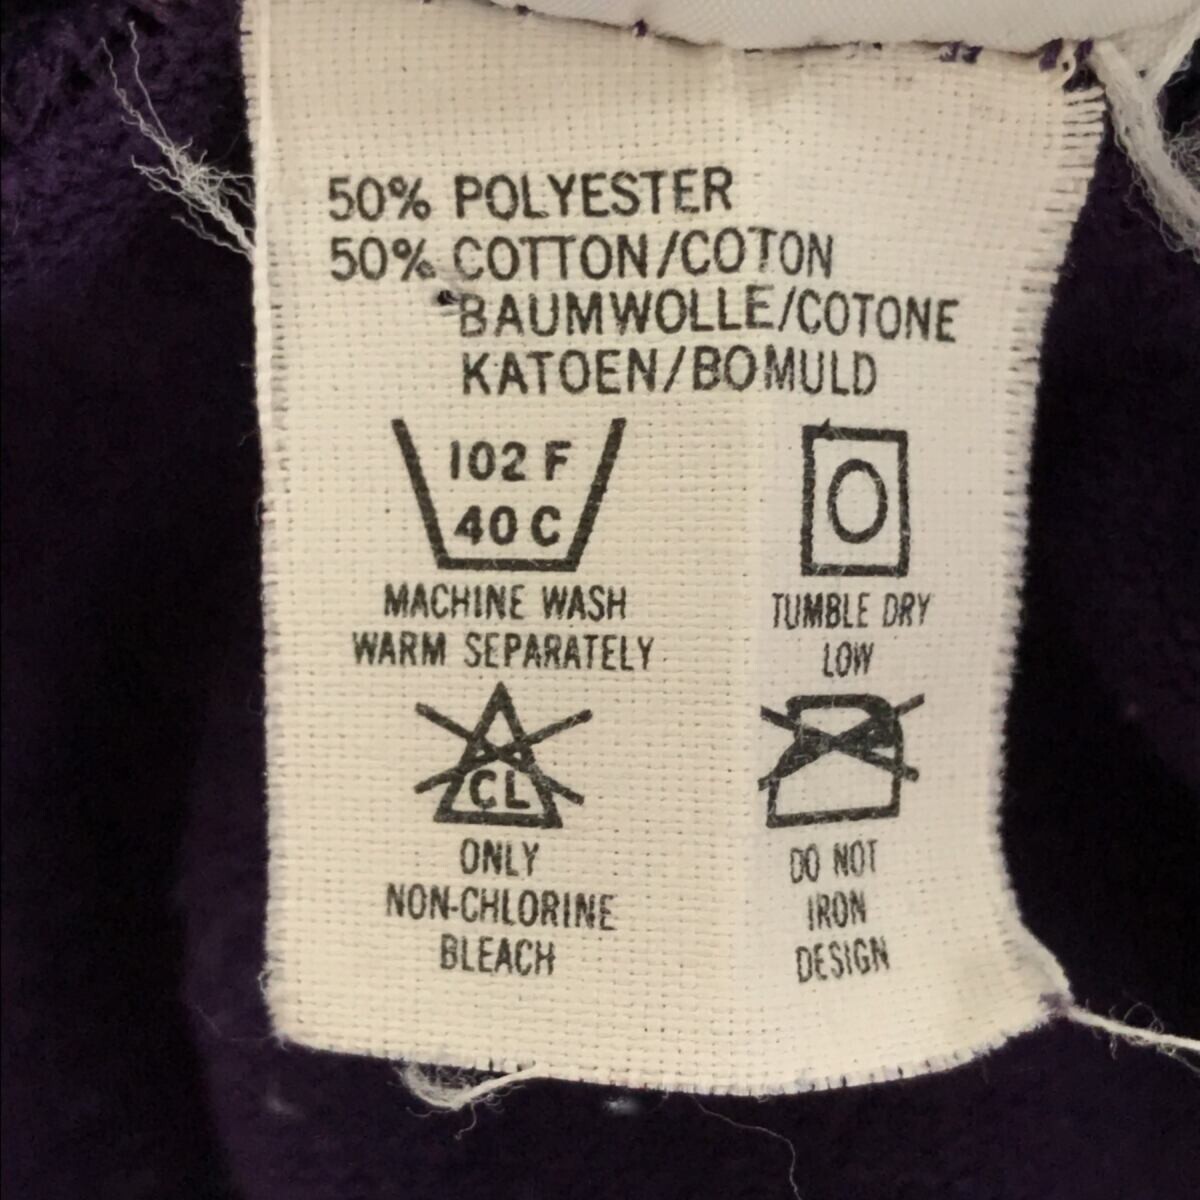 50% POLYESTER
50% COTTON/COTON
BAUMWOLLE/COTONE
KATOEN/BOMULD
102 F
40 C
MACHINE WASH
WARM SEPARATELY
TUMBLE DRY
LOW
CL
ONLY
NON-CHLORINE
BLEACH
DO NOT
IRON
DESIGN